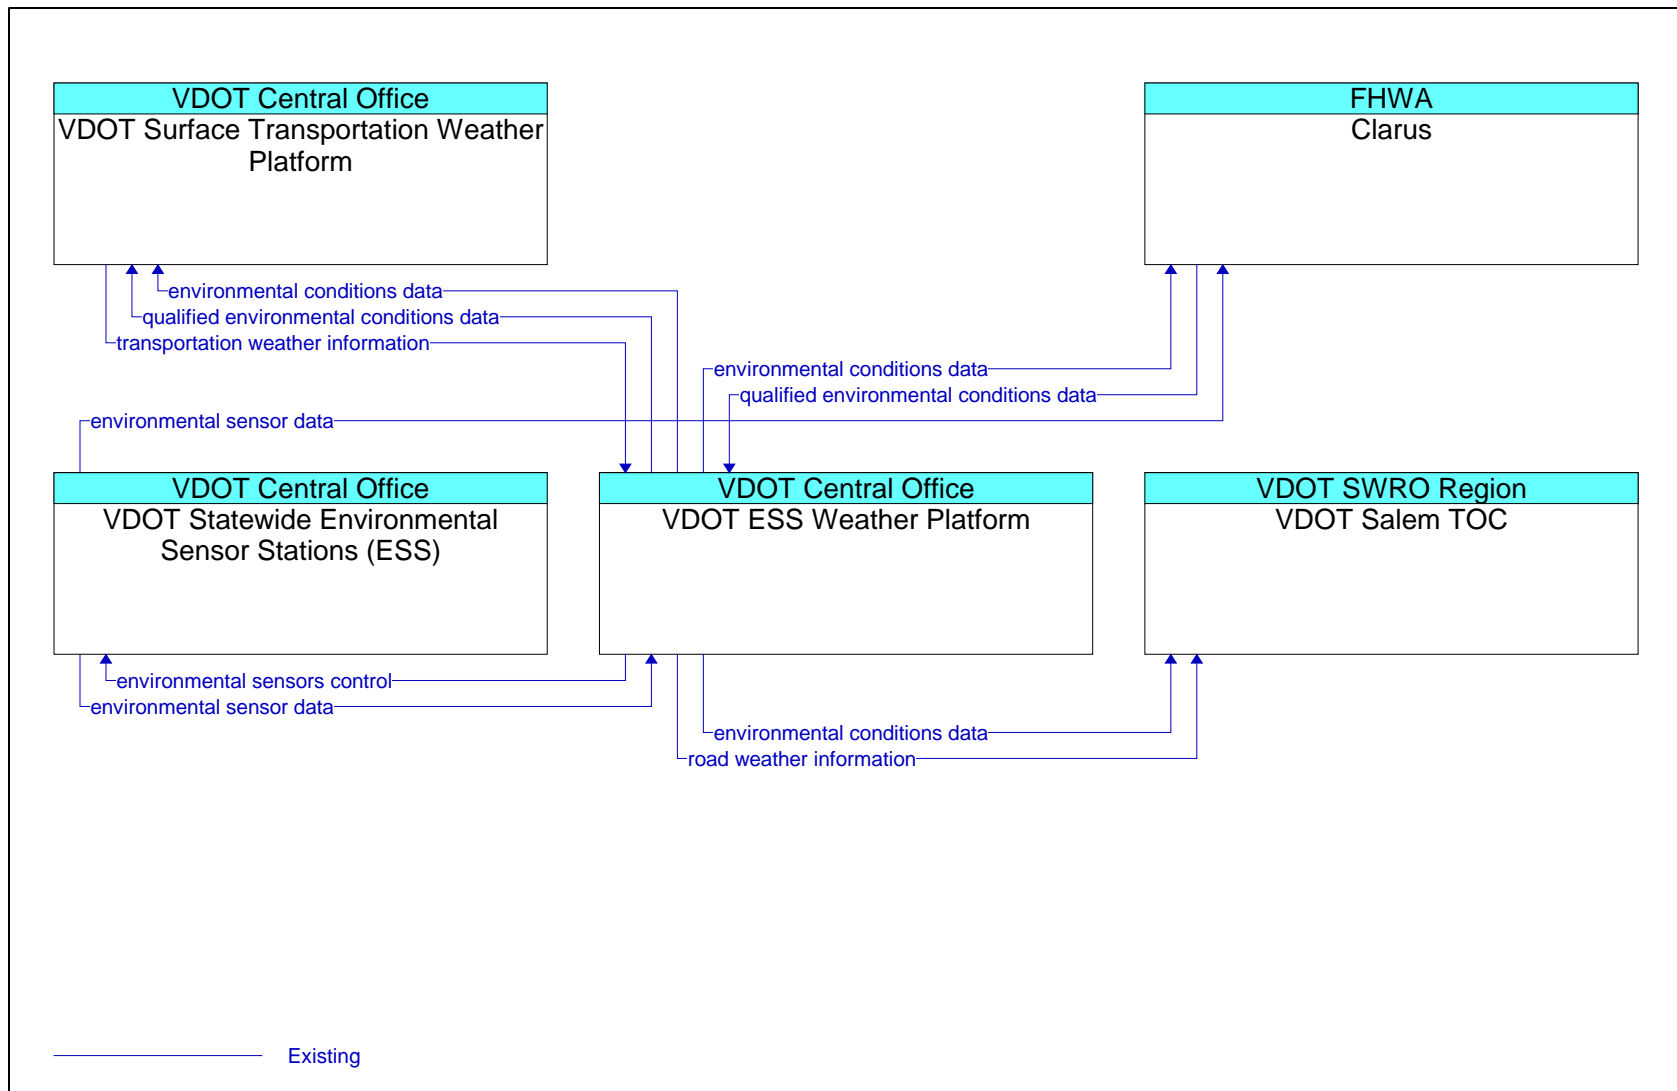 VDOT Central Office
VDOT Surface Transportation Weather
Platform
FHWA
Clarus
environmental conditions data
qualified environmental conditions data
transportation weather information
environmental conditions data
qualified environmental conditions data
environmental sensor data
VDOT Central Office
VDOT Statewide Environmental
Sensor Stations (ESS)
VDOT Central Office
VDOT ESS Weather Platform
VDOT SWRO Region
VDOT Salem TOC
environmental sensors control
environmental sensor data
environmental conditions data
road weather information
Existing